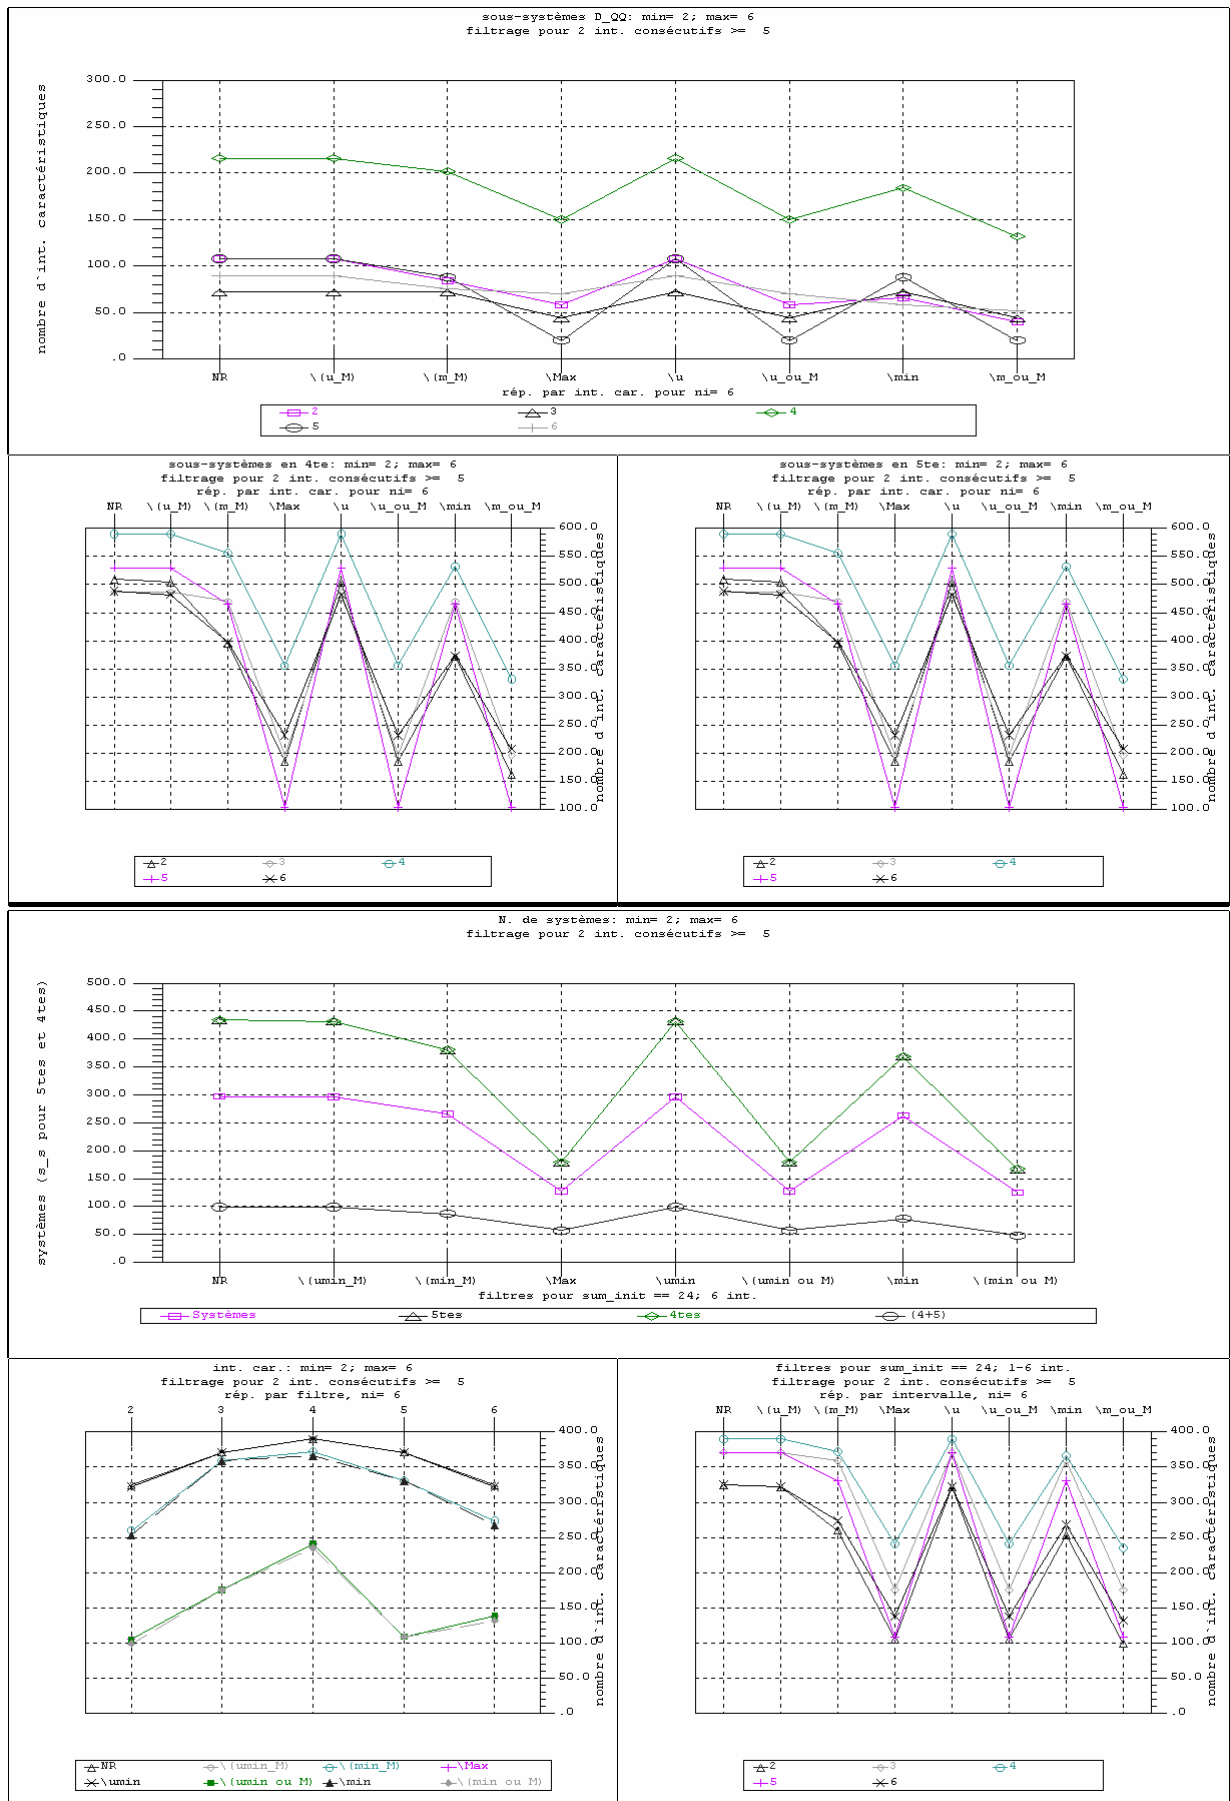 sous-systèmes D_QQ: min= 2; max= 6
filtrage pour 2 int. consécutifs >=  5
nombre d`int. caractéristiques
300.0
250.0
200.0
150.0
100.0
50.0
.0
NR \(u_M) \(m_M) \Max \u \u_ou_M \min \m_ou_M
rép. par int. car. pour ni= 6
2 3 4
5 6
sous-systèmes en 4te: min= 2; max= 6
filtrage pour 2 int. consécutifs >=  5
rép. par int. car. pour ni= 6
NR \(u_M) \(m_M) \Max \u \u_ou_M \min \m_ou_M
600.0
550.0
500.0
450.0
400.0
350.0
300.0
250.0
200.0
150.0
100.0
nombre d`int. caractéristiques
2 3 4
5 6
sous-systèmes en 5te: min= 2; max= 6
filtrage pour 2 int. consécutifs >=  5
rép. par int. car. pour ni= 6
NR \(u_M) \(m_M) \Max \u \u_ou_M \min \m_ou_M
600.0
550.0
500.0
450.0
400.0
350.0
300.0
250.0
200.0
150.0
100.0
nombre d`int. caractéristiques
2 3 4
5 6
N. de systèmes: min= 2; max= 6
filtrage pour 2 int. consécutifs >=  5
systèmes (s_s pour 5tes et 4tes)
500.0
450.0
400.0
350.0
300.0
250.0
200.0
150.0
100.0
50.0
.0
NR \(umin_M) \(min_M) \Max \umin \(umin ou M) \min \(min ou M)
filtres pour sum_init == 24; 6 int.
Systèmes 5tes 4tes (4+5)
int. car.: min= 2; max= 6
filtrage pour 2 int. consécutifs >=  5
rép. par filtre, ni= 6
2 3 4 5 6
400.0
350.0
300.0
250.0
200.0
150.0
100.0
50.0
.0
nombre d`int. caractéristiques
NR \(umin_M) \(min_M) \Max
\umin \(umin ou M) \min \(min ou M)
filtres pour sum_init == 24; 1-6 int.
filtrage pour 2 int. consécutifs >=  5
rép. par intervalle, ni= 6
NR \(u_M) \(m_M) \Max \u \u_ou_M \min \m_ou_M
400.0
350.0
300.0
250.0
200.0
150.0
100.0
50.0
.0
nombre d`int. caractéristiques
2 3 4
5 6